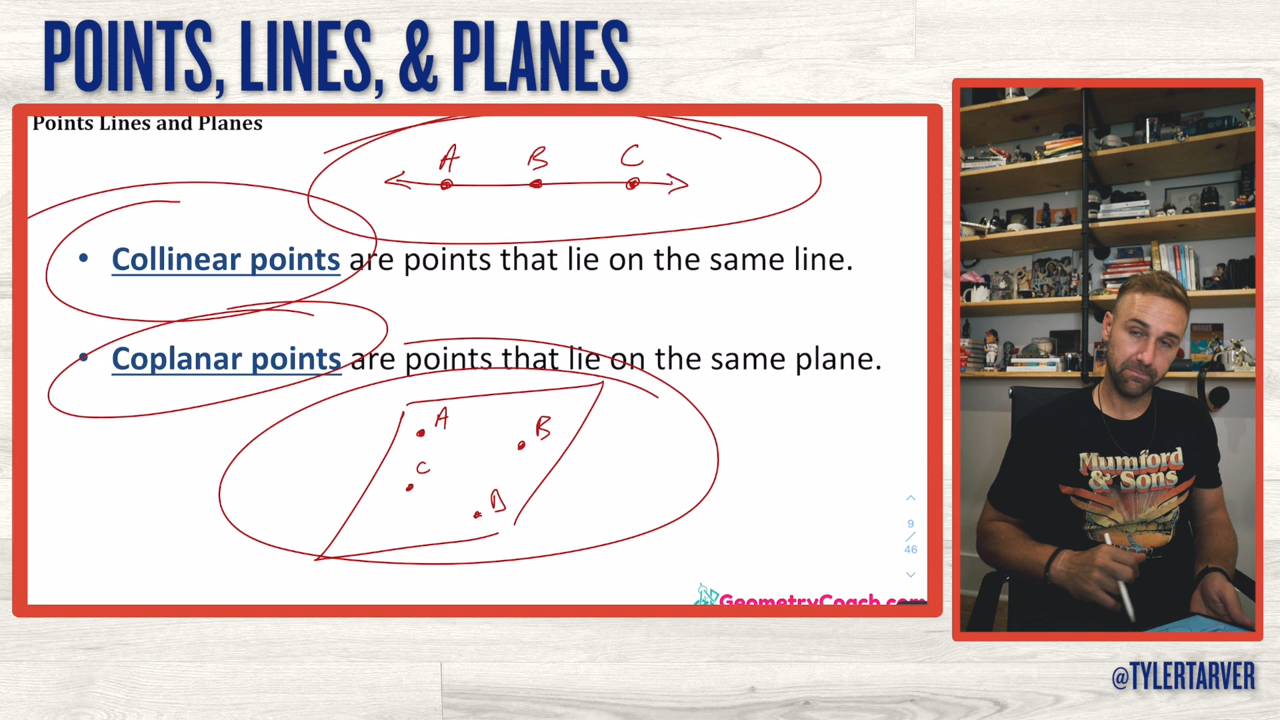 POINTS, LINES, & PLANES
Points Lines and Planes
A B C
• Collinear points are points that lie on the same line.
• Coplanar points are points that lie on the same plane.
A
B
C
D
9
/
46
GeometryCoach.com
Mumford
& Sons
@TYLERTARVER